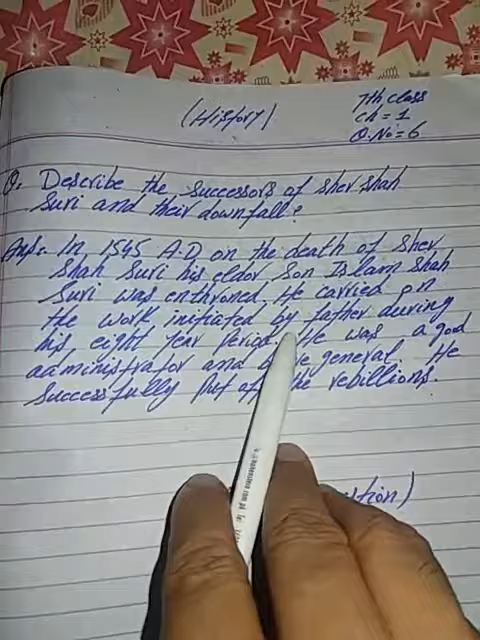 (History)
7th class
Ch = 1
Q.No = 6
Q. Describe the successors of Sher Shah
Suri and their downfall?
Ans:- In 1545 A.D on the death of Sher
Shah Suri his eldor Son Islam Shah
Suri was enthroned. He carried on
the work initiated by father during
his eight year period. He was a good
administrator and general. He
Successfully put off the rebillions.
stion)